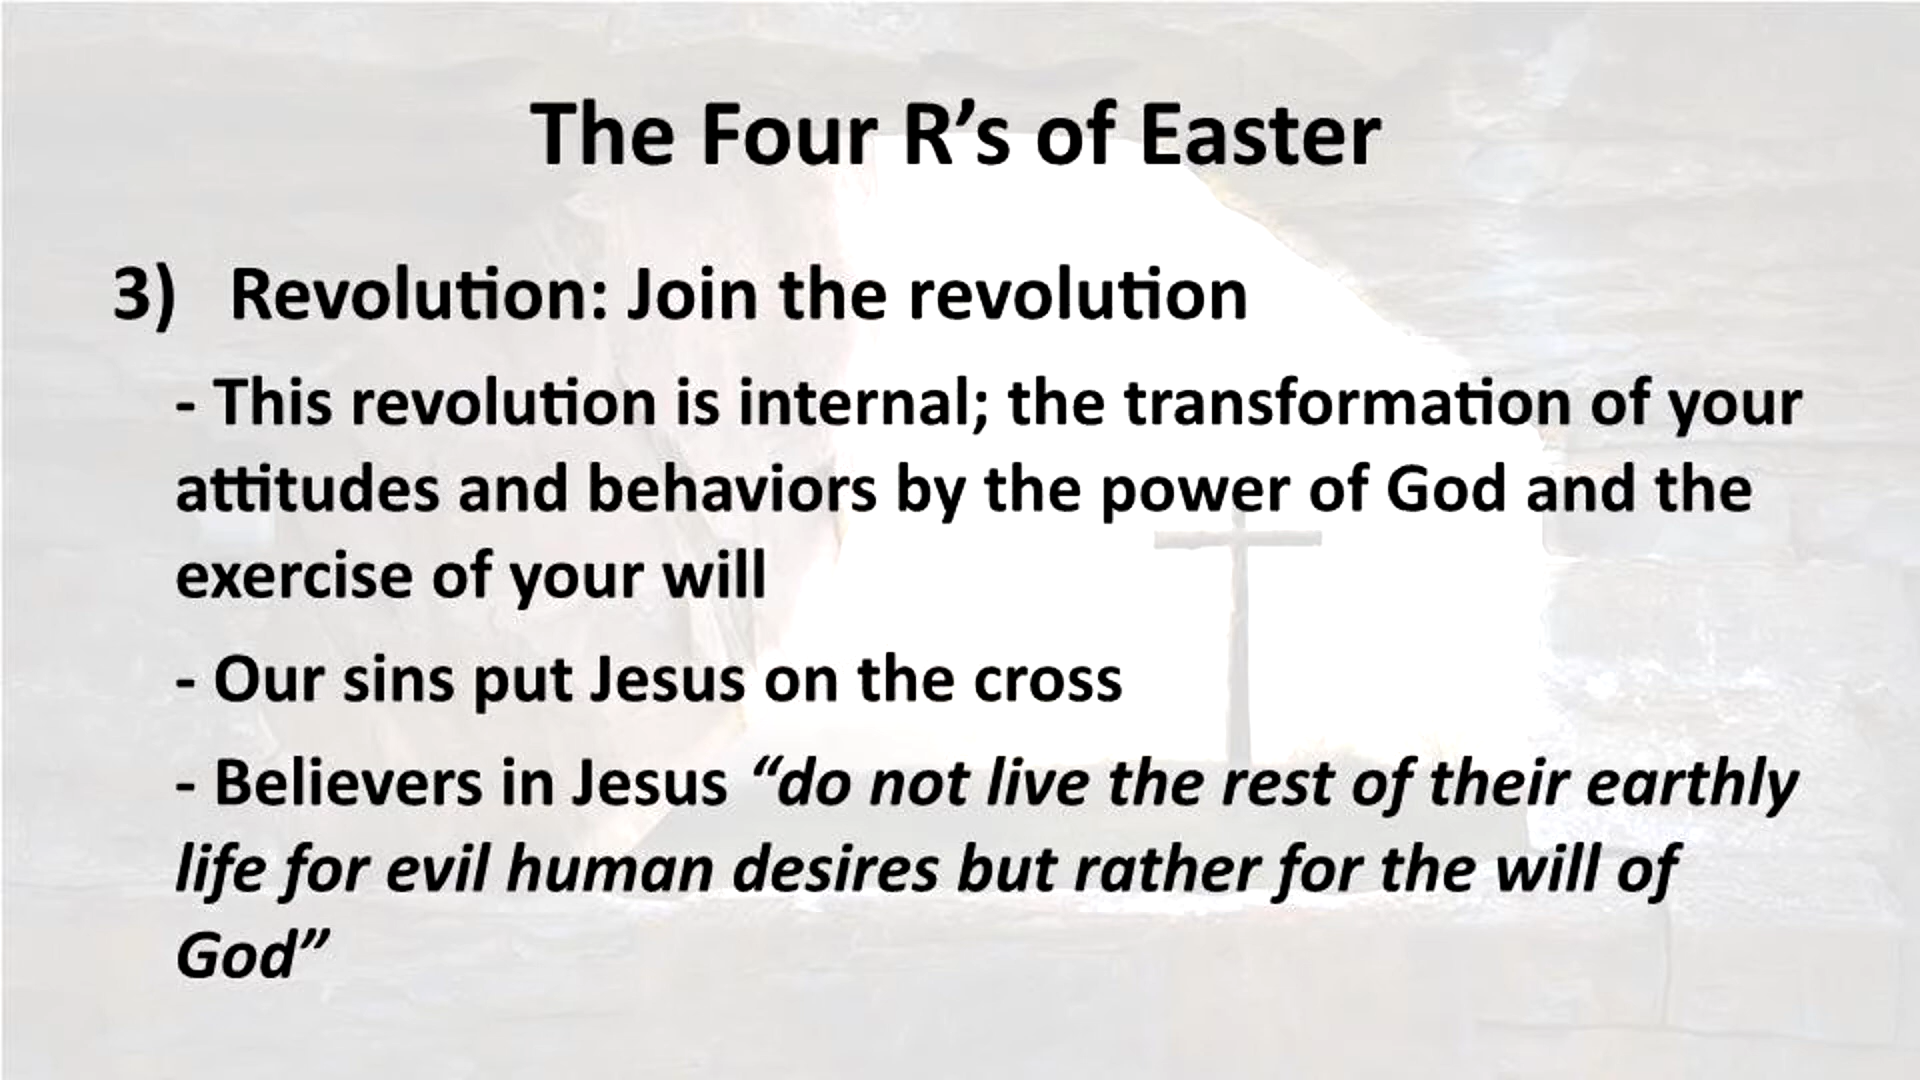 The Four R’s of Easter
3) Revolution: Join the revolution
- This revolution is internal; the transformation of your
attitudes and behaviors by the power of God and the
exercise of your will
- Our sins put Jesus on the cross
- Believers in Jesus “do not live the rest of their earthly
life for evil human desires but rather for the will of
God”